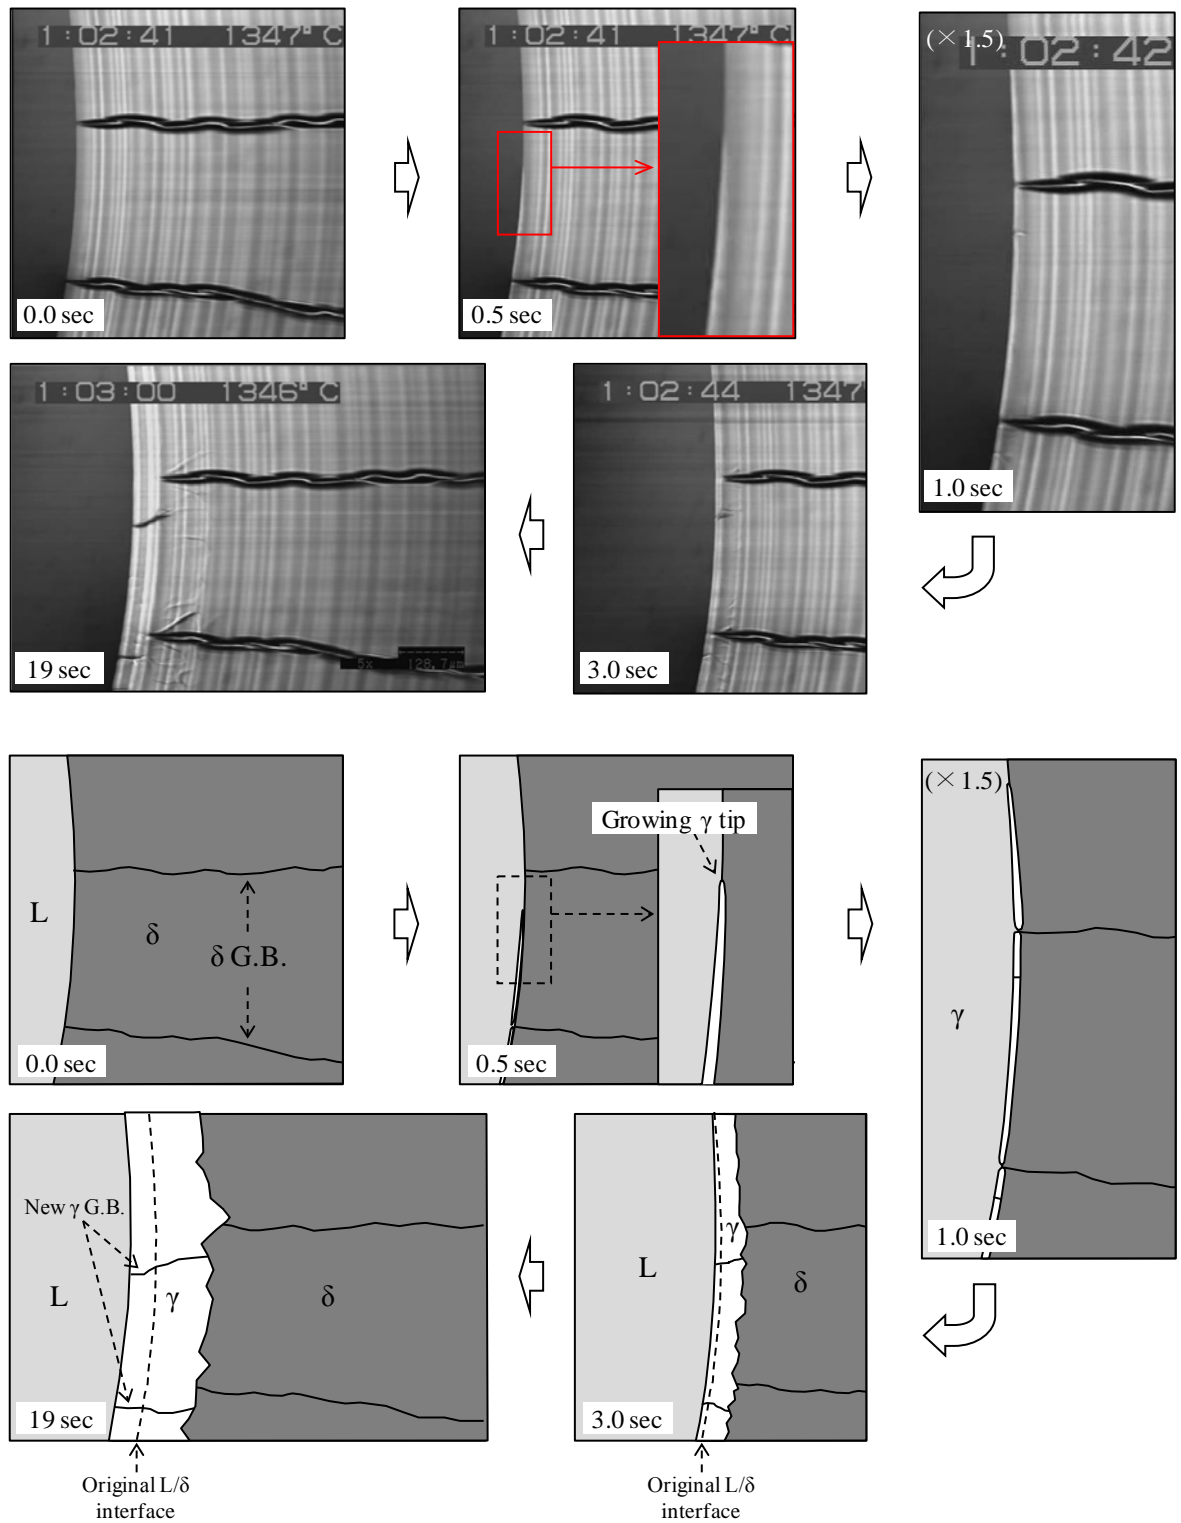 1:02:41 1347°C
0.0 sec
1:02:41 1347°C
0.5 sec
(×1.5)
1:02:42
1.0 sec
1:03:00 1346°C
5x 128.7μm
19 sec
1:02:44 1347
3.0 sec
L
δ
δ G.B.
0.0 sec
Growing γ tip
0.5 sec
(×1.5)
γ
1.0 sec
New γ G.B.
L
γ
δ
19 sec
Original L/δ
interface
L
γ
δ
3.0 sec
Original L/δ
interface